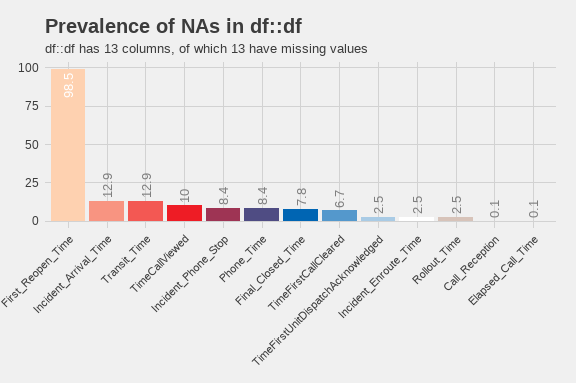 Prevalence of NAs in df::df
df::df has 13 columns, of which 13 have missing values
100
75
50
25
0
98.5
12.9
12.9
10
8.4
8.4
7.8
6.7
2.5
2.5
2.5
0.1
0.1
First_Reopen_Time
Incident_Arrival_Time
Transit_Time
TimeCallViewed
Incident_Phone_Stop
Phone_Time
Final_Closed_Time
TimeFirstCallCleared
TimeFirstUnitDispatchAcknowledged
Incident_Enroute_Time
Rollout_Time
Call_Reception
Elapsed_Call_Time